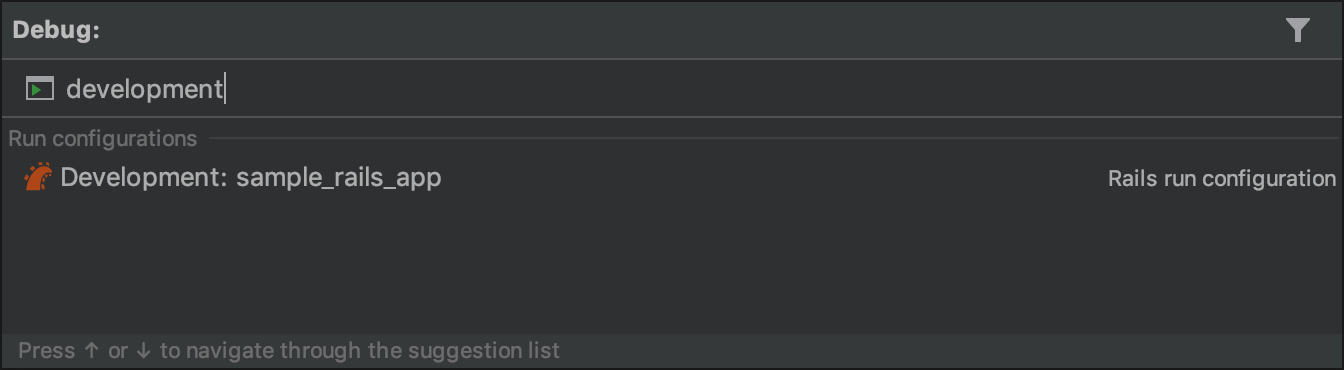 Debug:
development
Run configurations
Development: sample_rails_app Rails run configuration
Press ↑ or ↓ to navigate through the suggestion list